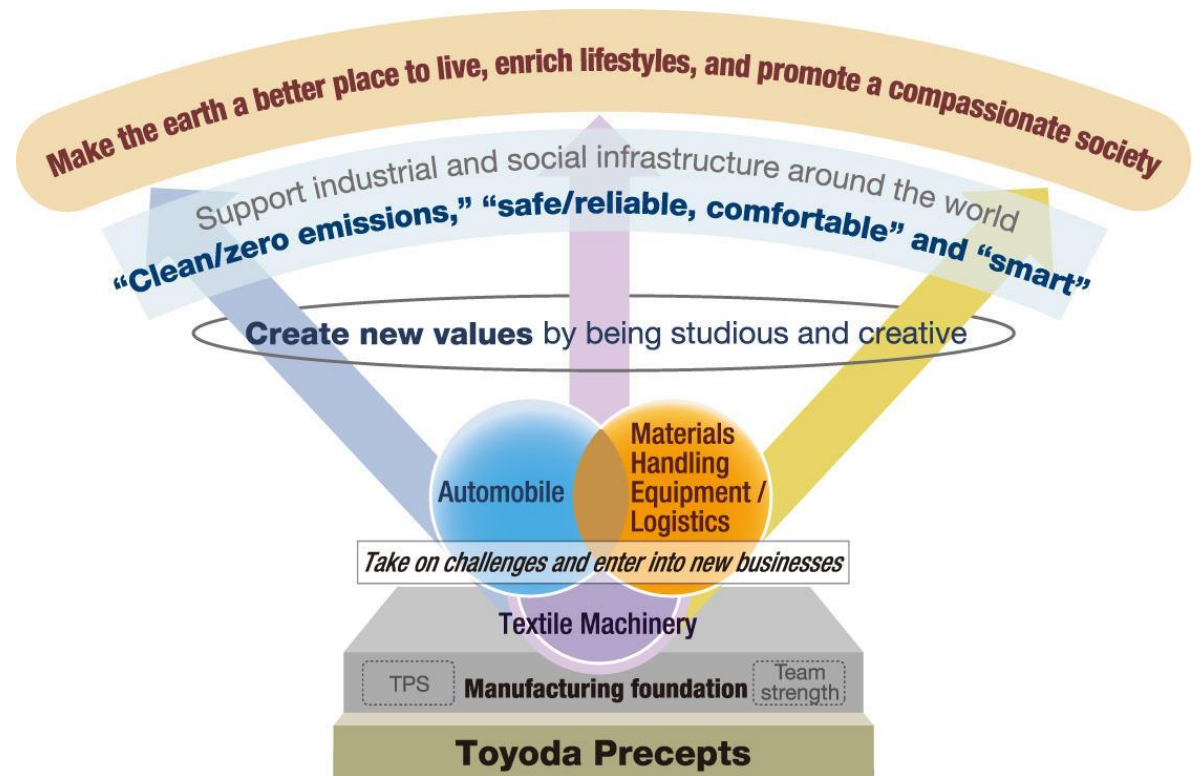 Make the earth a better place to live, enrich lifestyles, and promote a compassionate society
Support industrial and social infrastructure around the world
“Clean/zero emissions,” “safe/reliable, comfortable” and “smart”
Create new values by being studious and creative
Automobile
Materials
Handling
Equipment /
Logistics
Take on challenges and enter into new businesses
Textile Machinery
TPS
Manufacturing foundation
Team
strength
Toyoda Precepts